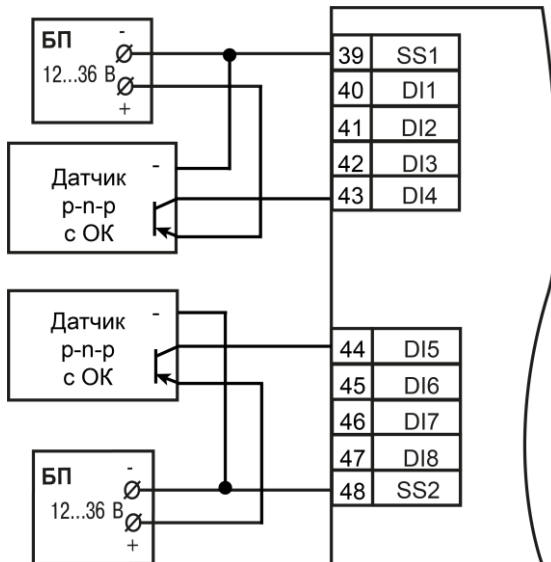 БП
-
12...36 В
+
39 SS1
40 DI1
41 DI2
42 DI3
43 DI4
Датчик
p-n-p
с ОК
-
Датчик
p-n-p
с ОК
-
44 DI5
45 DI6
46 DI7
47 DI8
48 SS2
БП
-
12...36 В
+